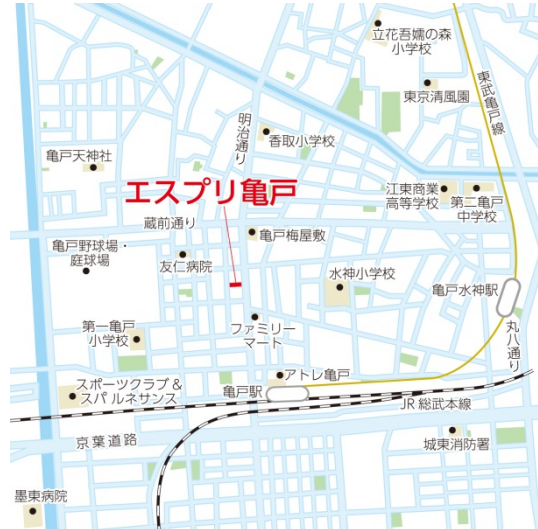 立花吾嬬の森
小学校
東京清風園
東武亀戸線
明治通り
香取小学校
亀戸天神社
エスプリ亀戸
江東商業
高等学校
第二亀戸
中学校
蔵前通り
亀戸梅屋敷
亀戸野球場・
庭球場
友仁病院
水神小学校
亀戸水神駅
丸八通り
第一亀戸
小学校
ファミリー
マート
アトレ亀戸
スポーツクラブ&
スパ ルネサンス
亀戸駅
JR 総武本線
京葉道路
城東消防署
墨東病院